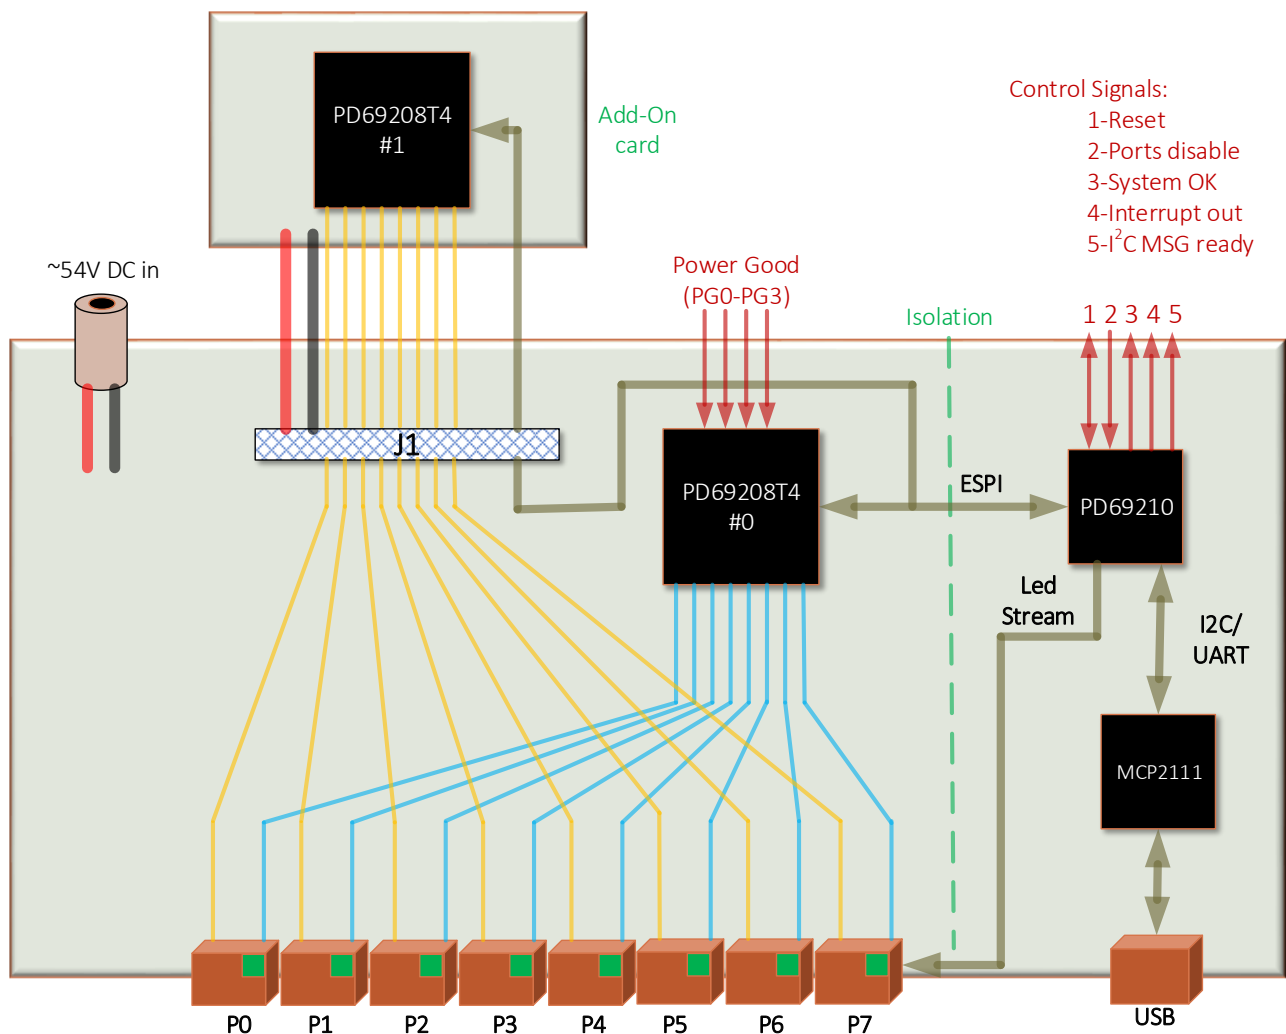 PD69208T4
#1
Add-On
card
Control Signals:
1-Reset
2-Ports disable
3-System OK
4-Interrupt out
5-I²C MSG ready
~54V DC in
Power Good
(PG0-PG3)
Isolation
1 2 3 4 5
J1
PD69208T4
#0
ESPI
PD69210
Led
Stream
I2C/
UART
MCP2111
P0 P1 P2 P3 P4 P5 P6 P7 USB